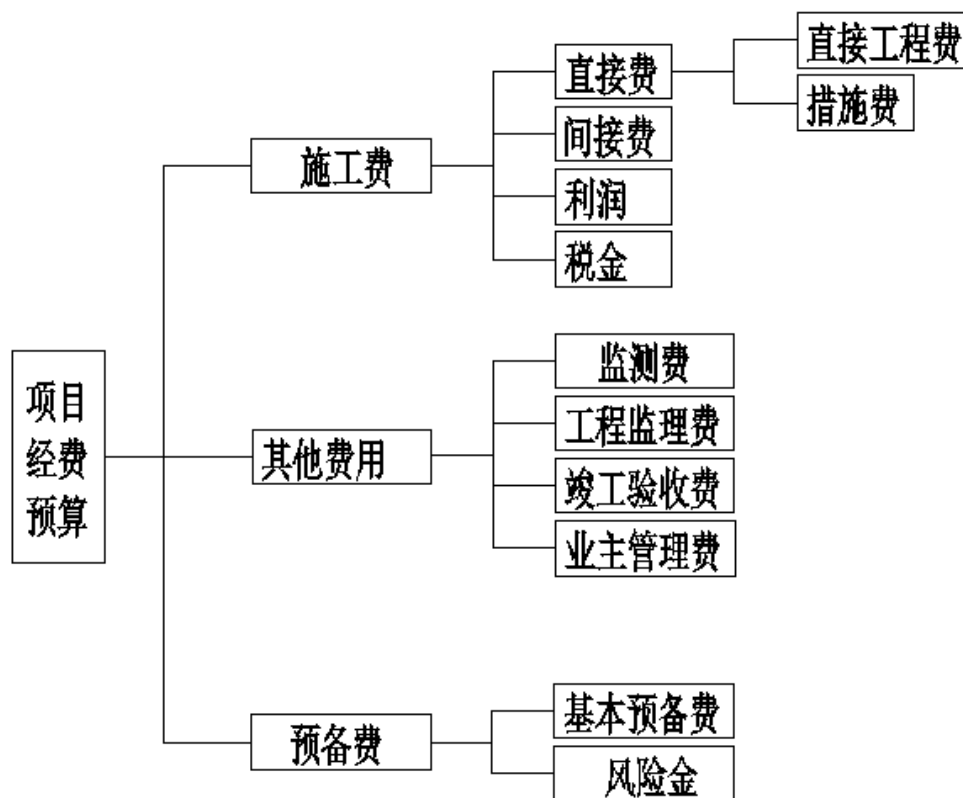 项目
经费
预算
施工费
直接费
直接工程费
措施费
间接费
利润
税金
其他费用
监测费
工程监理费
竣工验收费
业主管理费
预备费
基本预备费
风险金